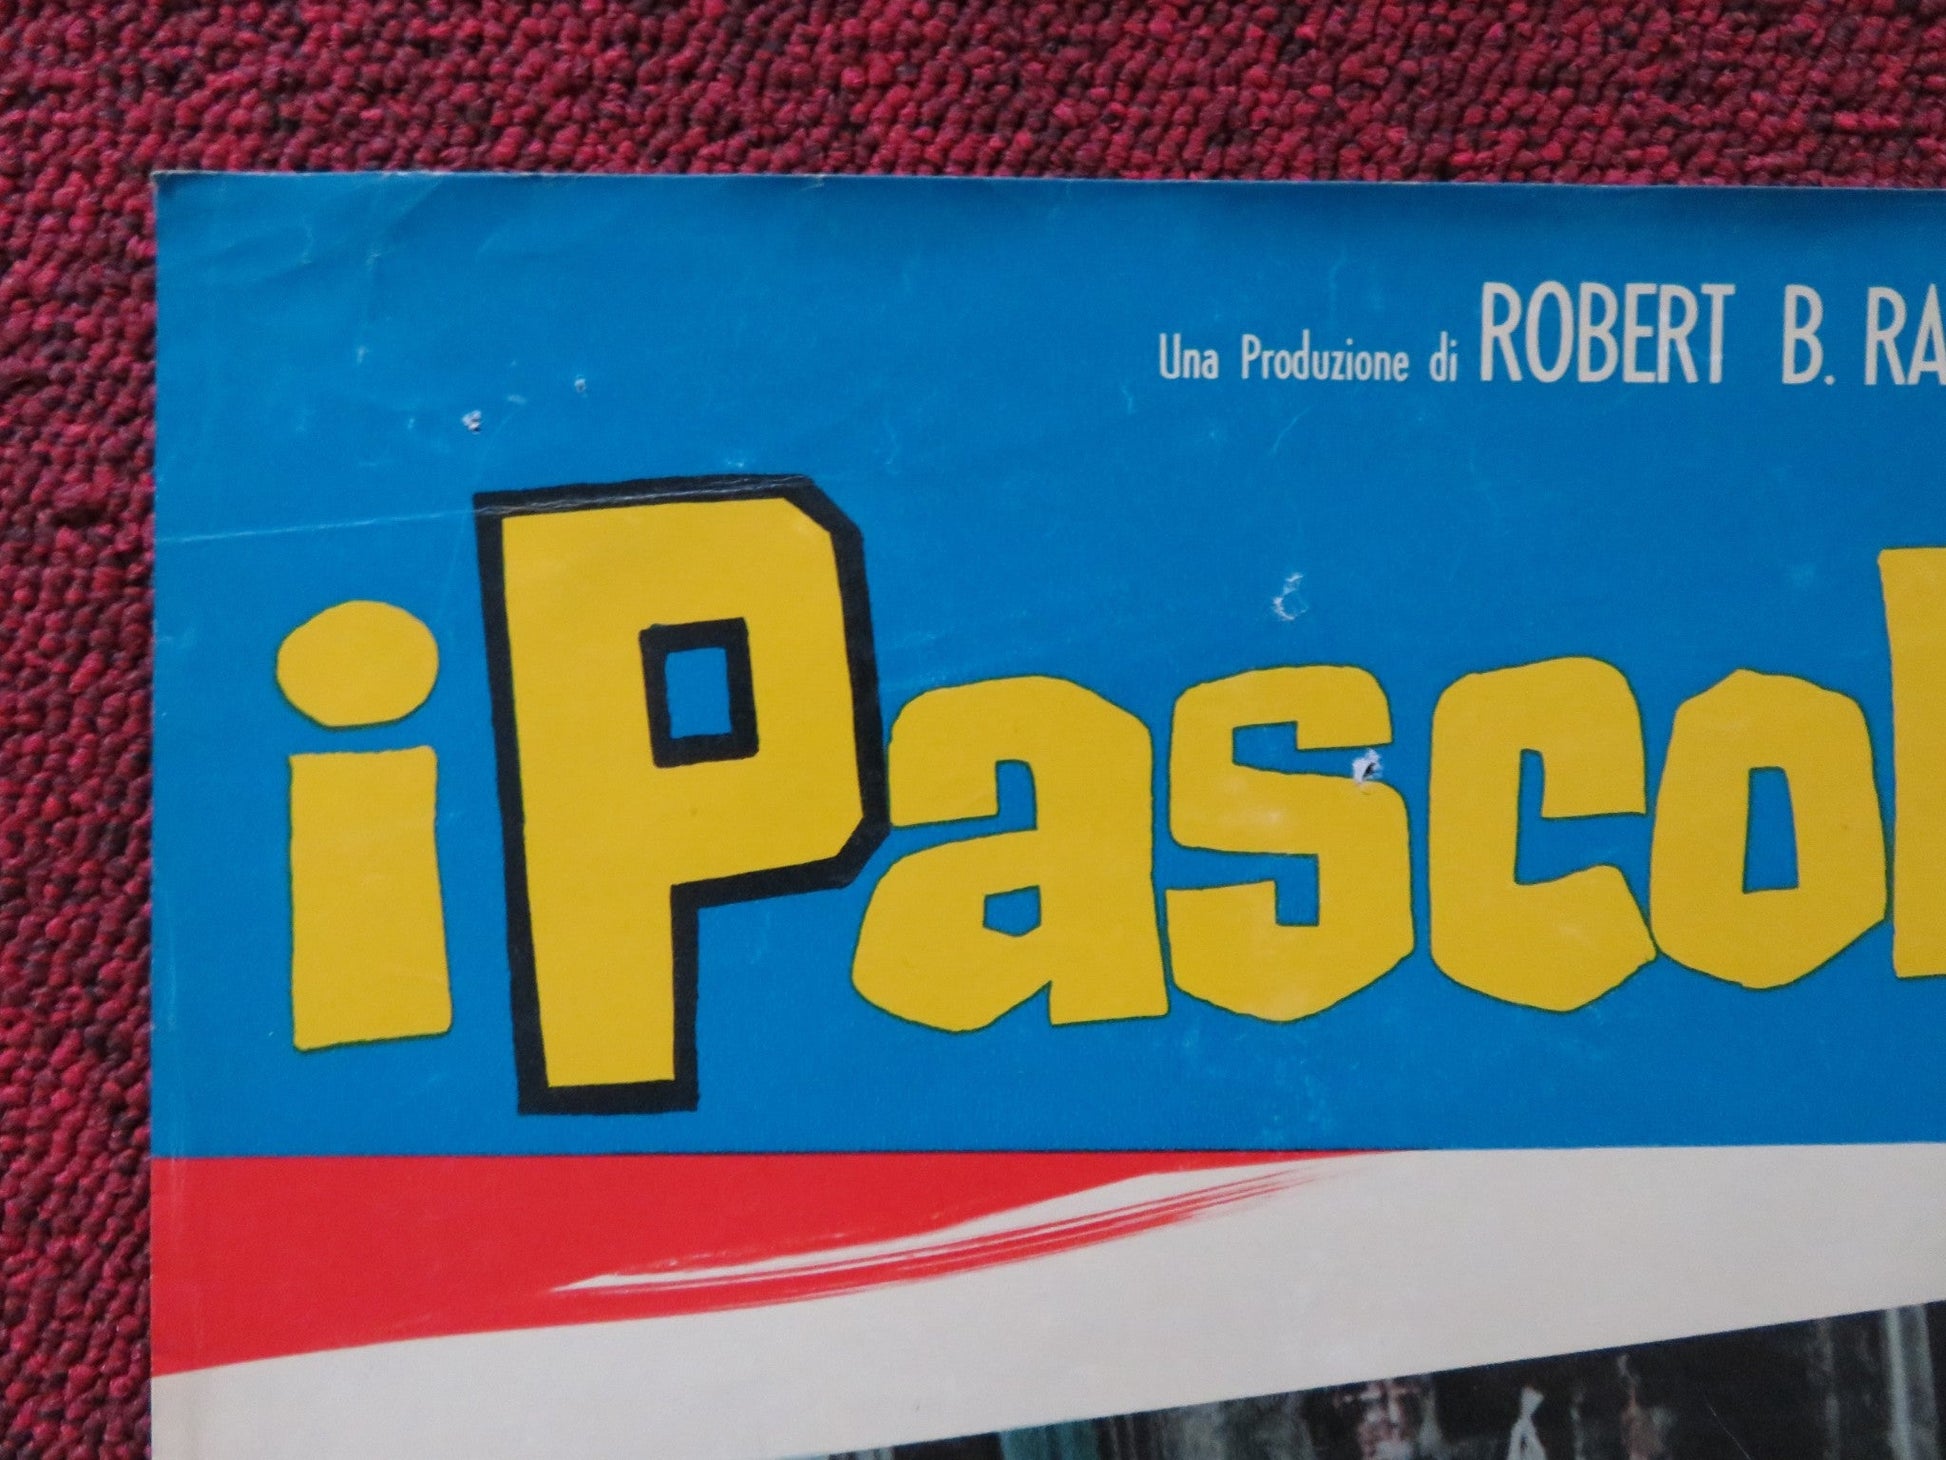 Una Produzione di ROBERT B. RA
i Pascol